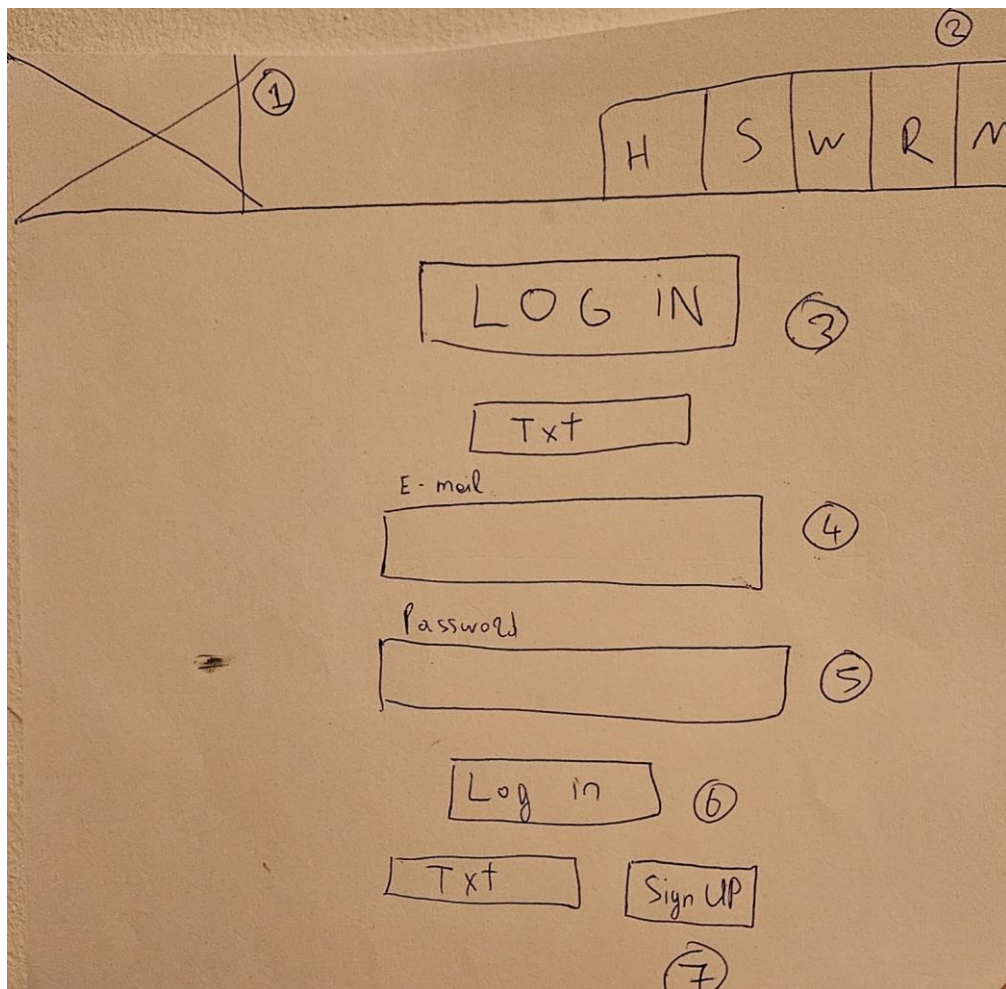 2
1
H S W R M
LOG iN
3
Txt
E-mail
4
Password
5
Log in
6
Txt
Sign UP
7